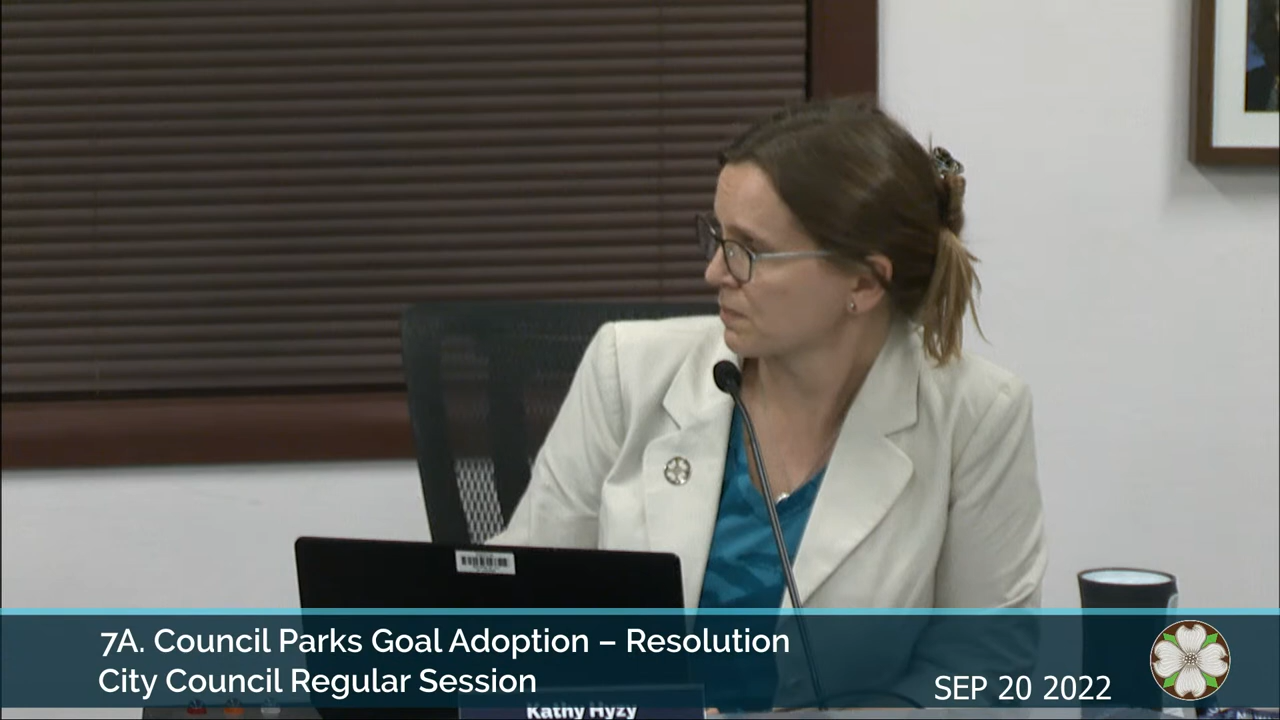 7A. Council Parks Goal Adoption – Resolution
City Council Regular Session
SEP 20 2022
Kathy Hyzy